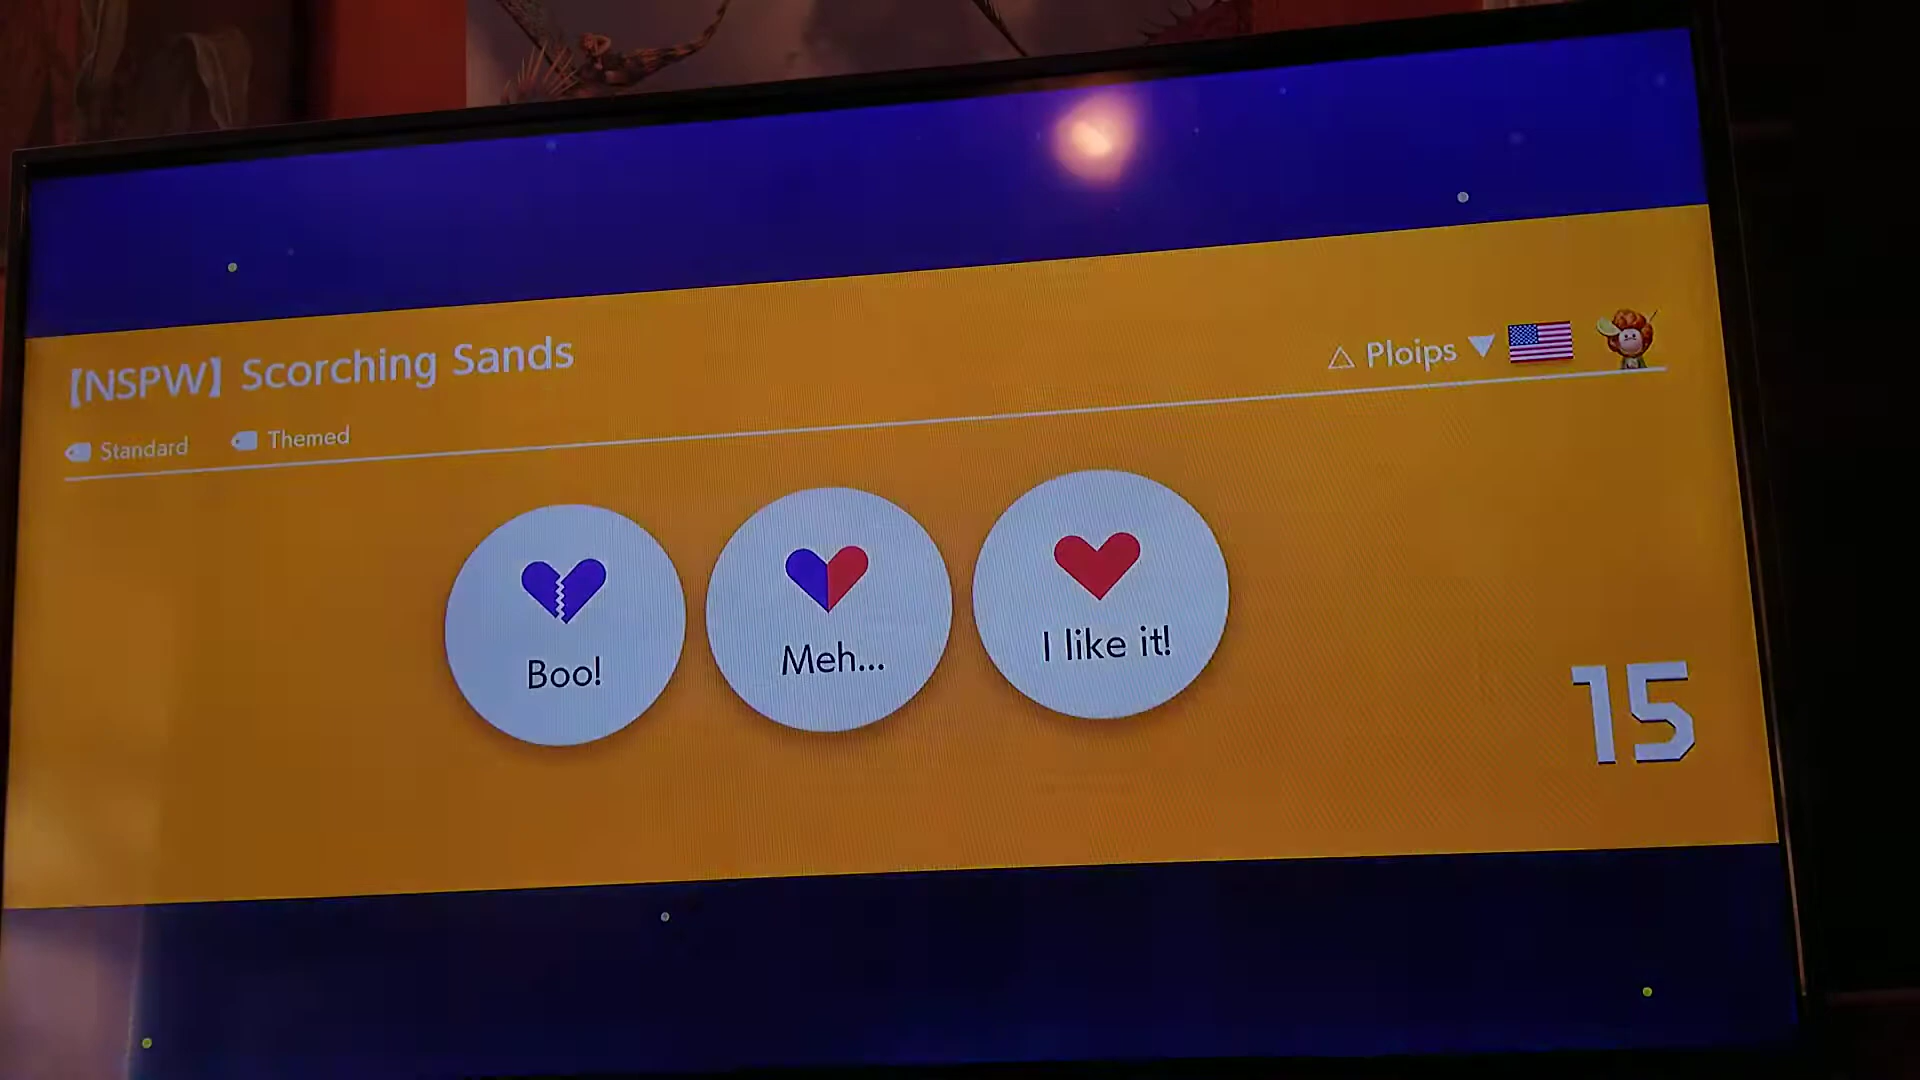 【NSPW】 Scorching Sands
△ Ploips ▼
Standard
Themed
Boo!
Meh...
I like it!
15